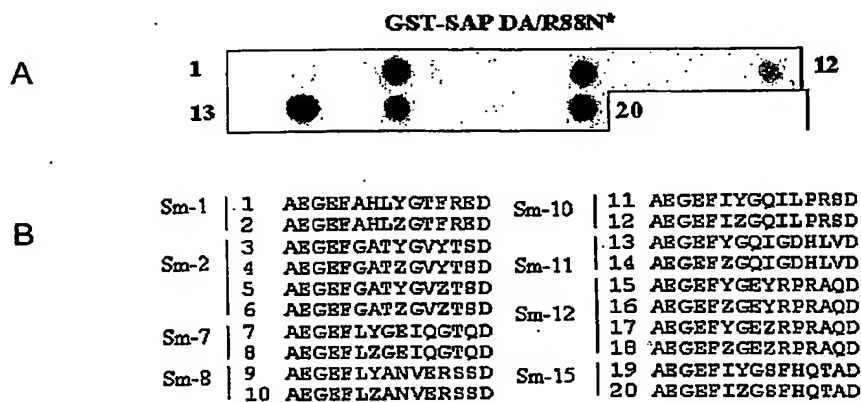 GST-SAP DA/R88N*
A
1
12
13
20
B
Sm-1
1 AEGEFAHLYGTFRED
2 AEGEFAHLZGTFRED
Sm-2
3 AEGEFGATYGVYTSD
4 AEGEFGATZGVYTSD
5 AEGEFGATYGVZTSD
6 AEGEFGATZGVZTSD
Sm-7
7 AEGEFLYGEIQGTQD
8 AEGEFLZGEIQGTQD
Sm-8
9 AEGEFLYANVERSSD
10 AEGEFLZANVERSSD
Sm-10
11 AEGEFIYGQILPRSD
12 AEGEFIZGQILPRSD
Sm-11
13 AEGEFYGQIGDHLVD
14 AEGEFZGQIGDHLVD
Sm-12
15 AEGEFYGEYRPRAQD
16 AEGEFZGEYRPRAQD
17 AEGEFYGEZRPRAQD
18 AEGEFZGEZRPRAQD
Sm-15
19 AEGEFIYGSFHQTAD
20 AEGEFIZGSFHQTAD